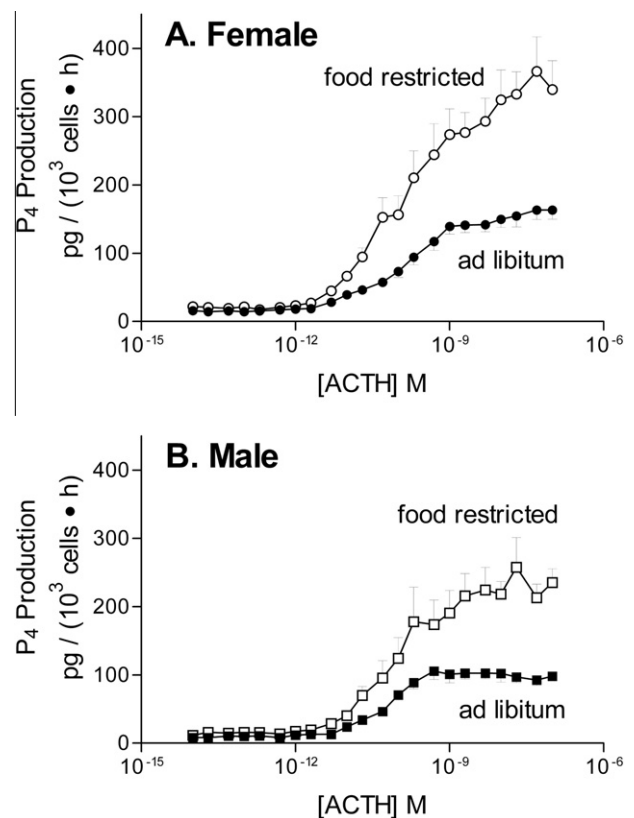 A. Female
P₄ Production
pg / (10³ cells • h)
400
300
200
100
0
food restricted
ad libitum
10⁻¹⁵
10⁻¹²
10⁻⁹
10⁻⁶
[ACTH] M
B. Male
P₄ Production
pg / (10³ cells • h)
400
300
200
100
0
food restricted
ad libitum
10⁻¹⁵
10⁻¹²
10⁻⁹
10⁻⁶
[ACTH] M